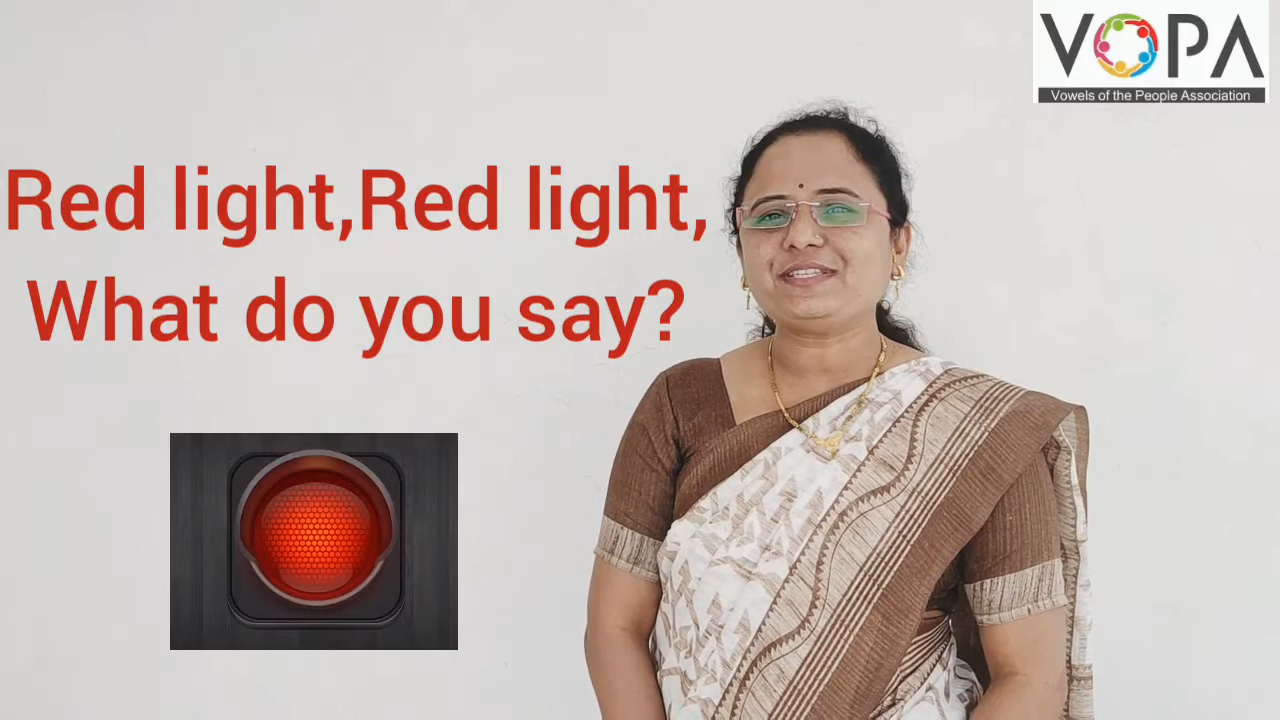 VOPA
Vowels of the People Association
Red light,Red light,
What do you say?